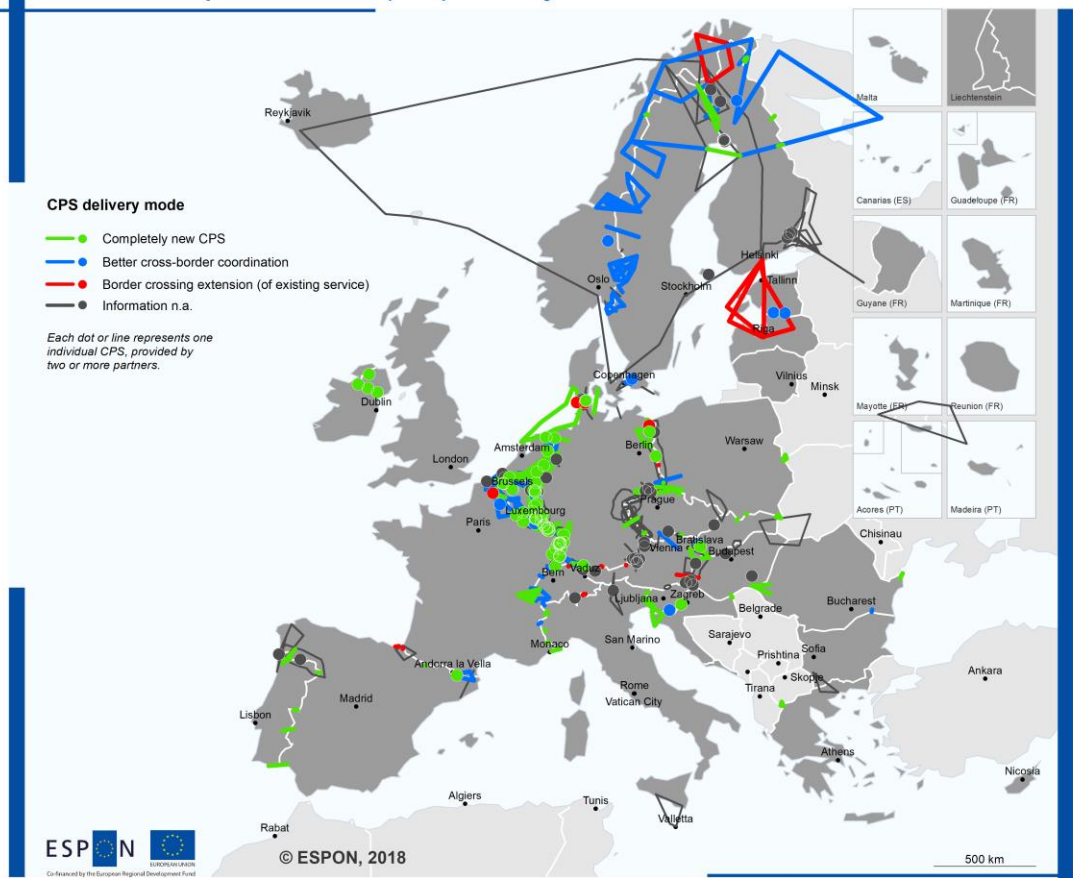 Reykjavik
CPS delivery mode
Completely new CPS
Better cross-border coordination
Border crossing extension (of existing service)
Information n.a.
Each dot or line represents one
individual CPS, provided by
two or more partners.
Malta
Liechtenstein
Canarias (ES)
Guadeloupe (FR)
Guyane (FR)
Martinique (FR)
Mayotte (FR)
Reunion (FR)
Acores (PT)
Madeira (PT)
Helsinki
Oslo
Stockholm
Tallinn
Riga
Copenhagen
Vilnius
Minsk
Dublin
Berlin
Amsterdam
Warsaw
London
Brussels
Prague
Luxembourg
Paris
Vienna
Bratislava
Budapest
Chisinau
Bern
Vaduz
Ljubljana
Zagreb
Belgrade
Bucharest
Monaco
San Marino
Sarajevo
Prishtina
Sofia
Andorra la Vella
Skopje
Ankara
Rome
Tirana
Vatican City
Madrid
Lisbon
Athens
Nicosia
Algiers
Tunis
Valletta
Rabat
ESPON
EUROPEAN UNION
Co-financed by the European Regional Development Fund
© ESPON, 2018
500 km